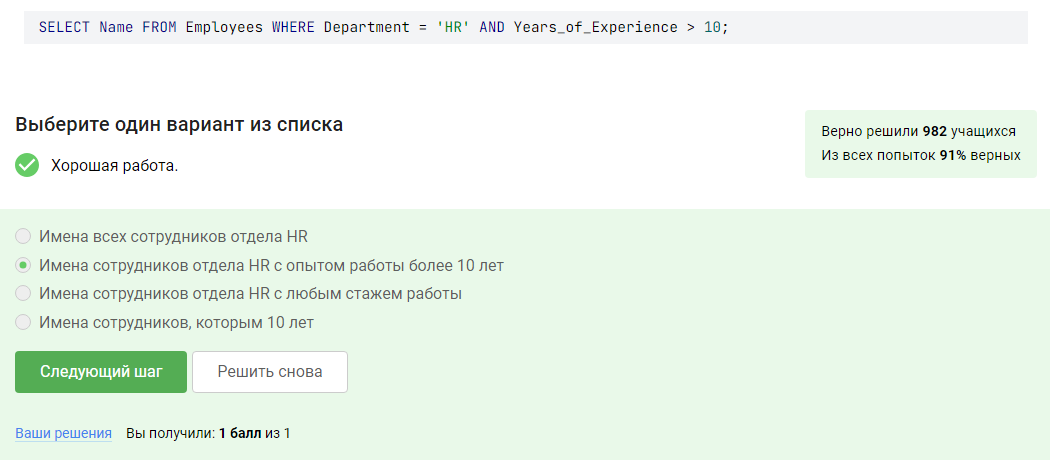 SELECT Name FROM Employees WHERE Department = 'HR' AND Years_of_Experience > 10;
Выберите один вариант из списка
Хорошая работа.
Верно решили 982 учащихся
Из всех попыток 91% верных
Имена всех сотрудников отдела HR
Имена сотрудников отдела HR с опытом работы более 10 лет
Имена сотрудников отдела HR с любым стажем работы
Имена сотрудников, которым 10 лет
Следующий шаг
Решить снова
Ваши решения Вы получили: 1 балл из 1